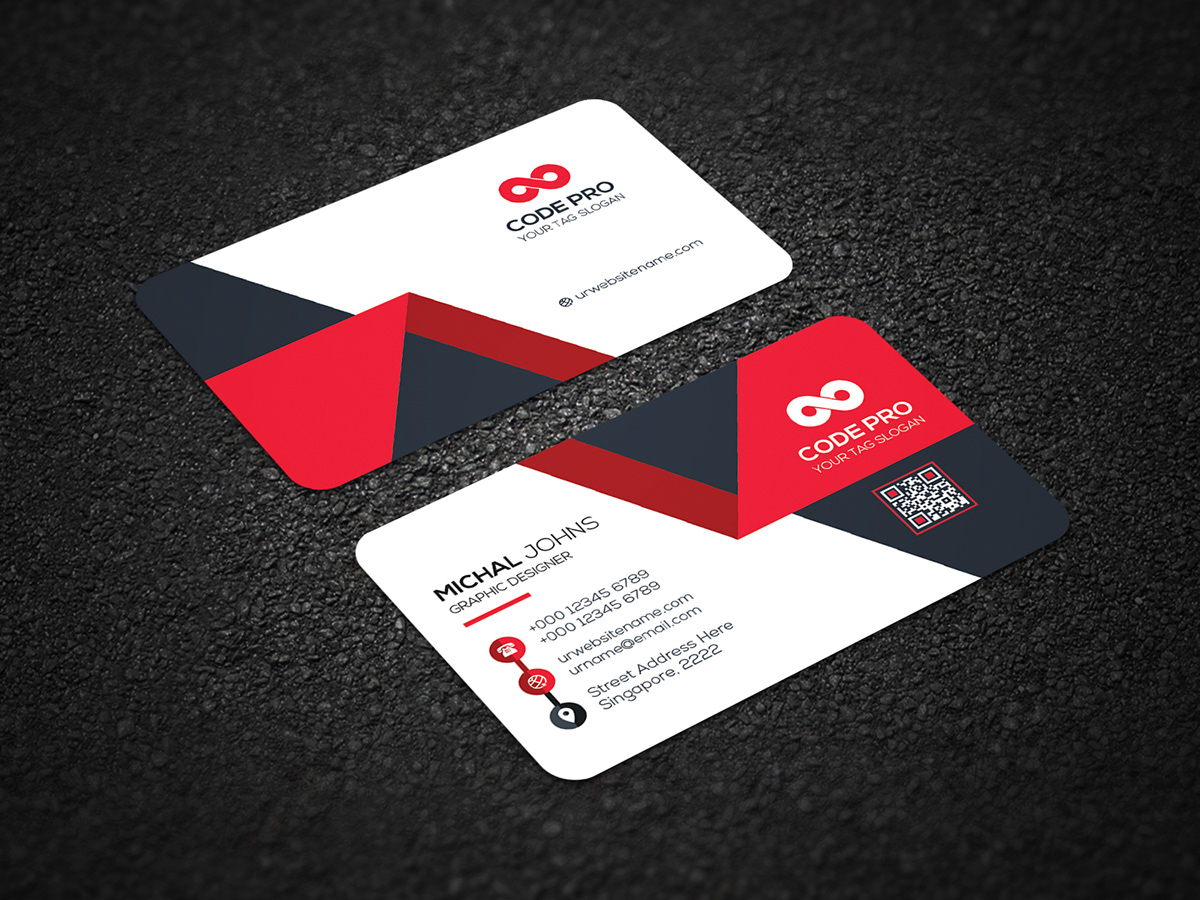 CODE PRO
YOUR TAG SLOGAN
urwebsitename.com
CODE PRO
YOUR TAG SLOGAN
MICHAL JOHNS
GRAPHIC DESIGNER
+000 12345 6789
+000 12345 6789
urwebsitename.com
urname@email.com
Street Address Here
Singapore, 2222